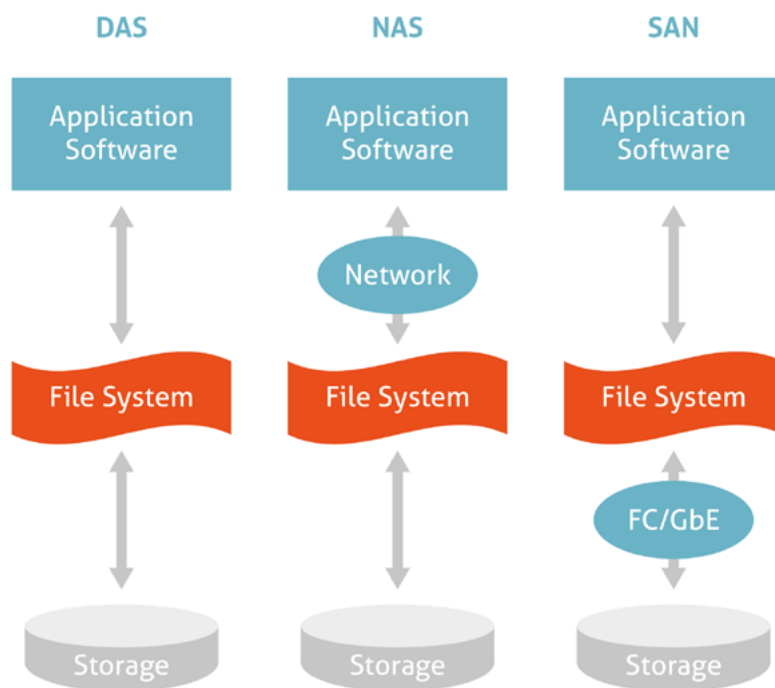 DAS
NAS
SAN
Application
Software
Application
Software
Application
Software
Network
File System
File System
File System
FC/GbE
Storage
Storage
Storage